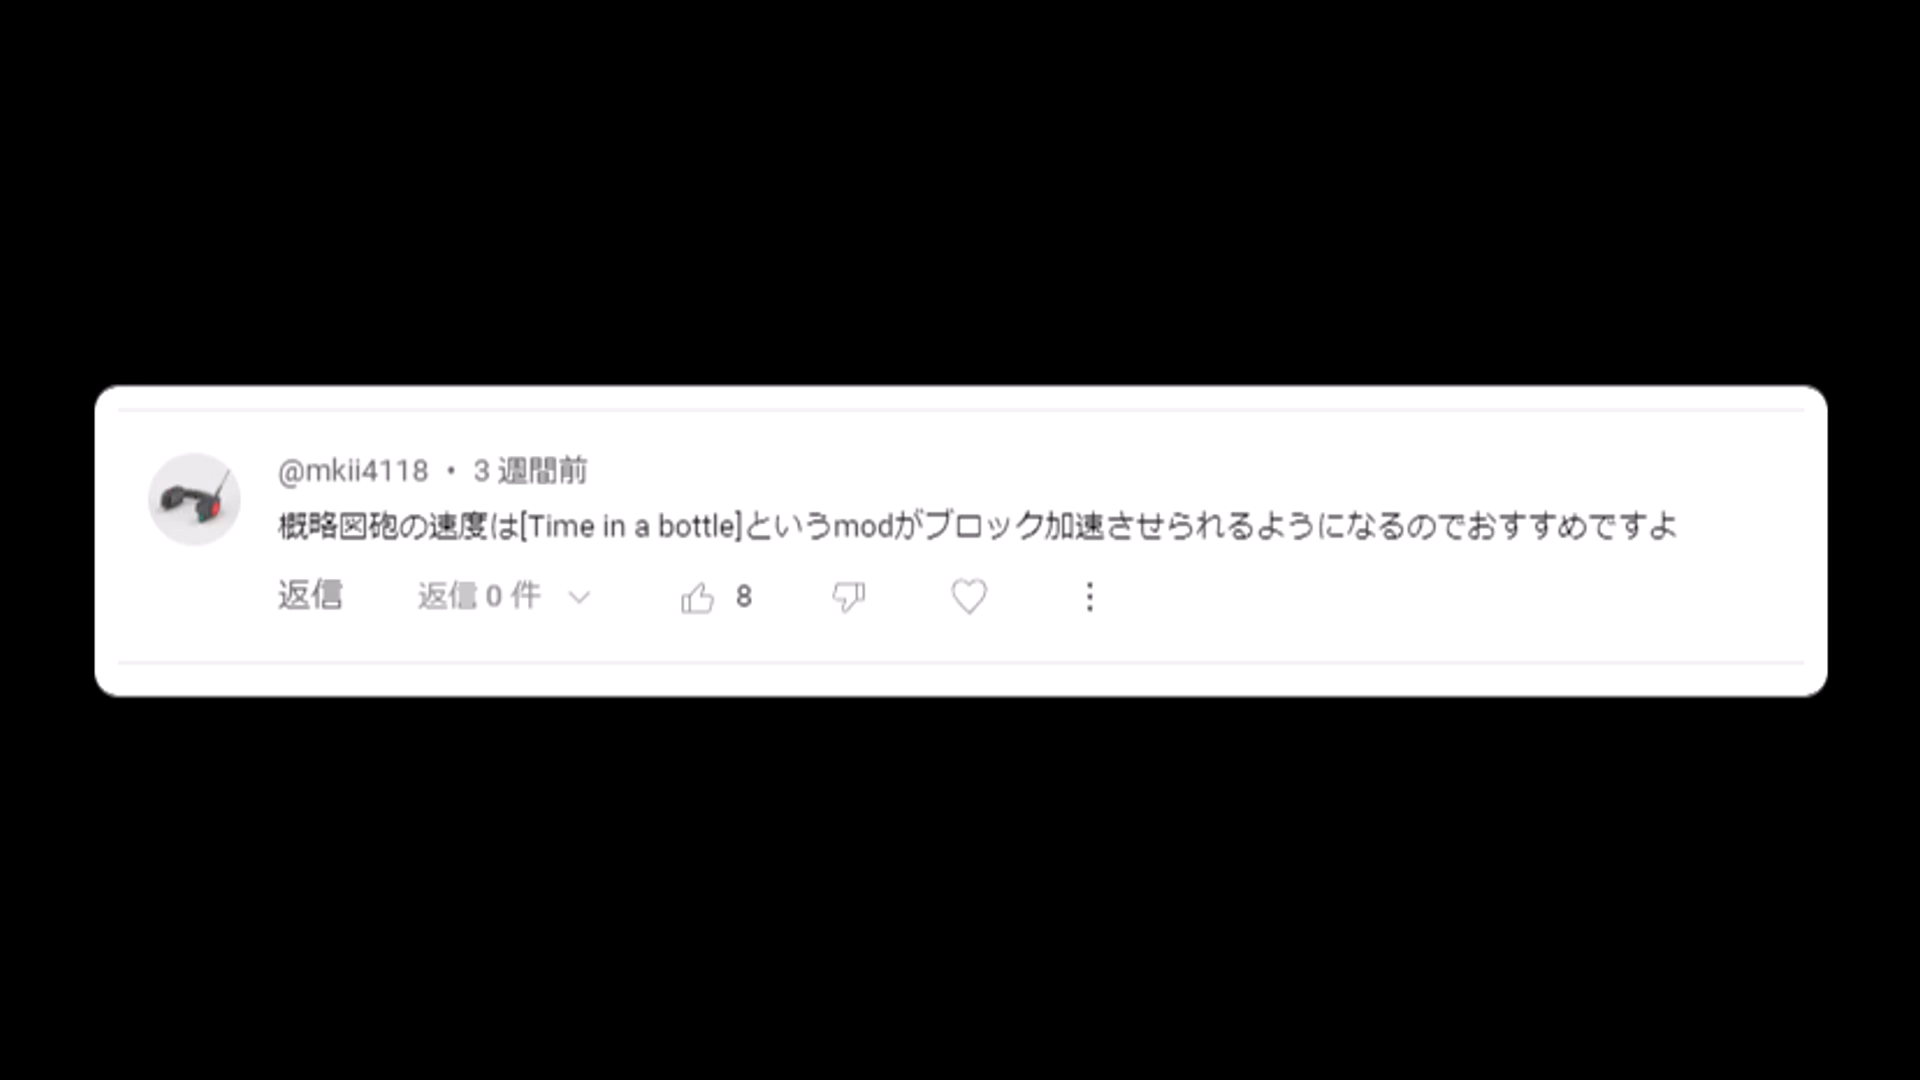 @mkii4118 • 3 週間前
概略図砲の速度は[Time in a bottle]というmodがブロック加速させられるようになるのでおすすめですよ
返信 返信 0 件 8